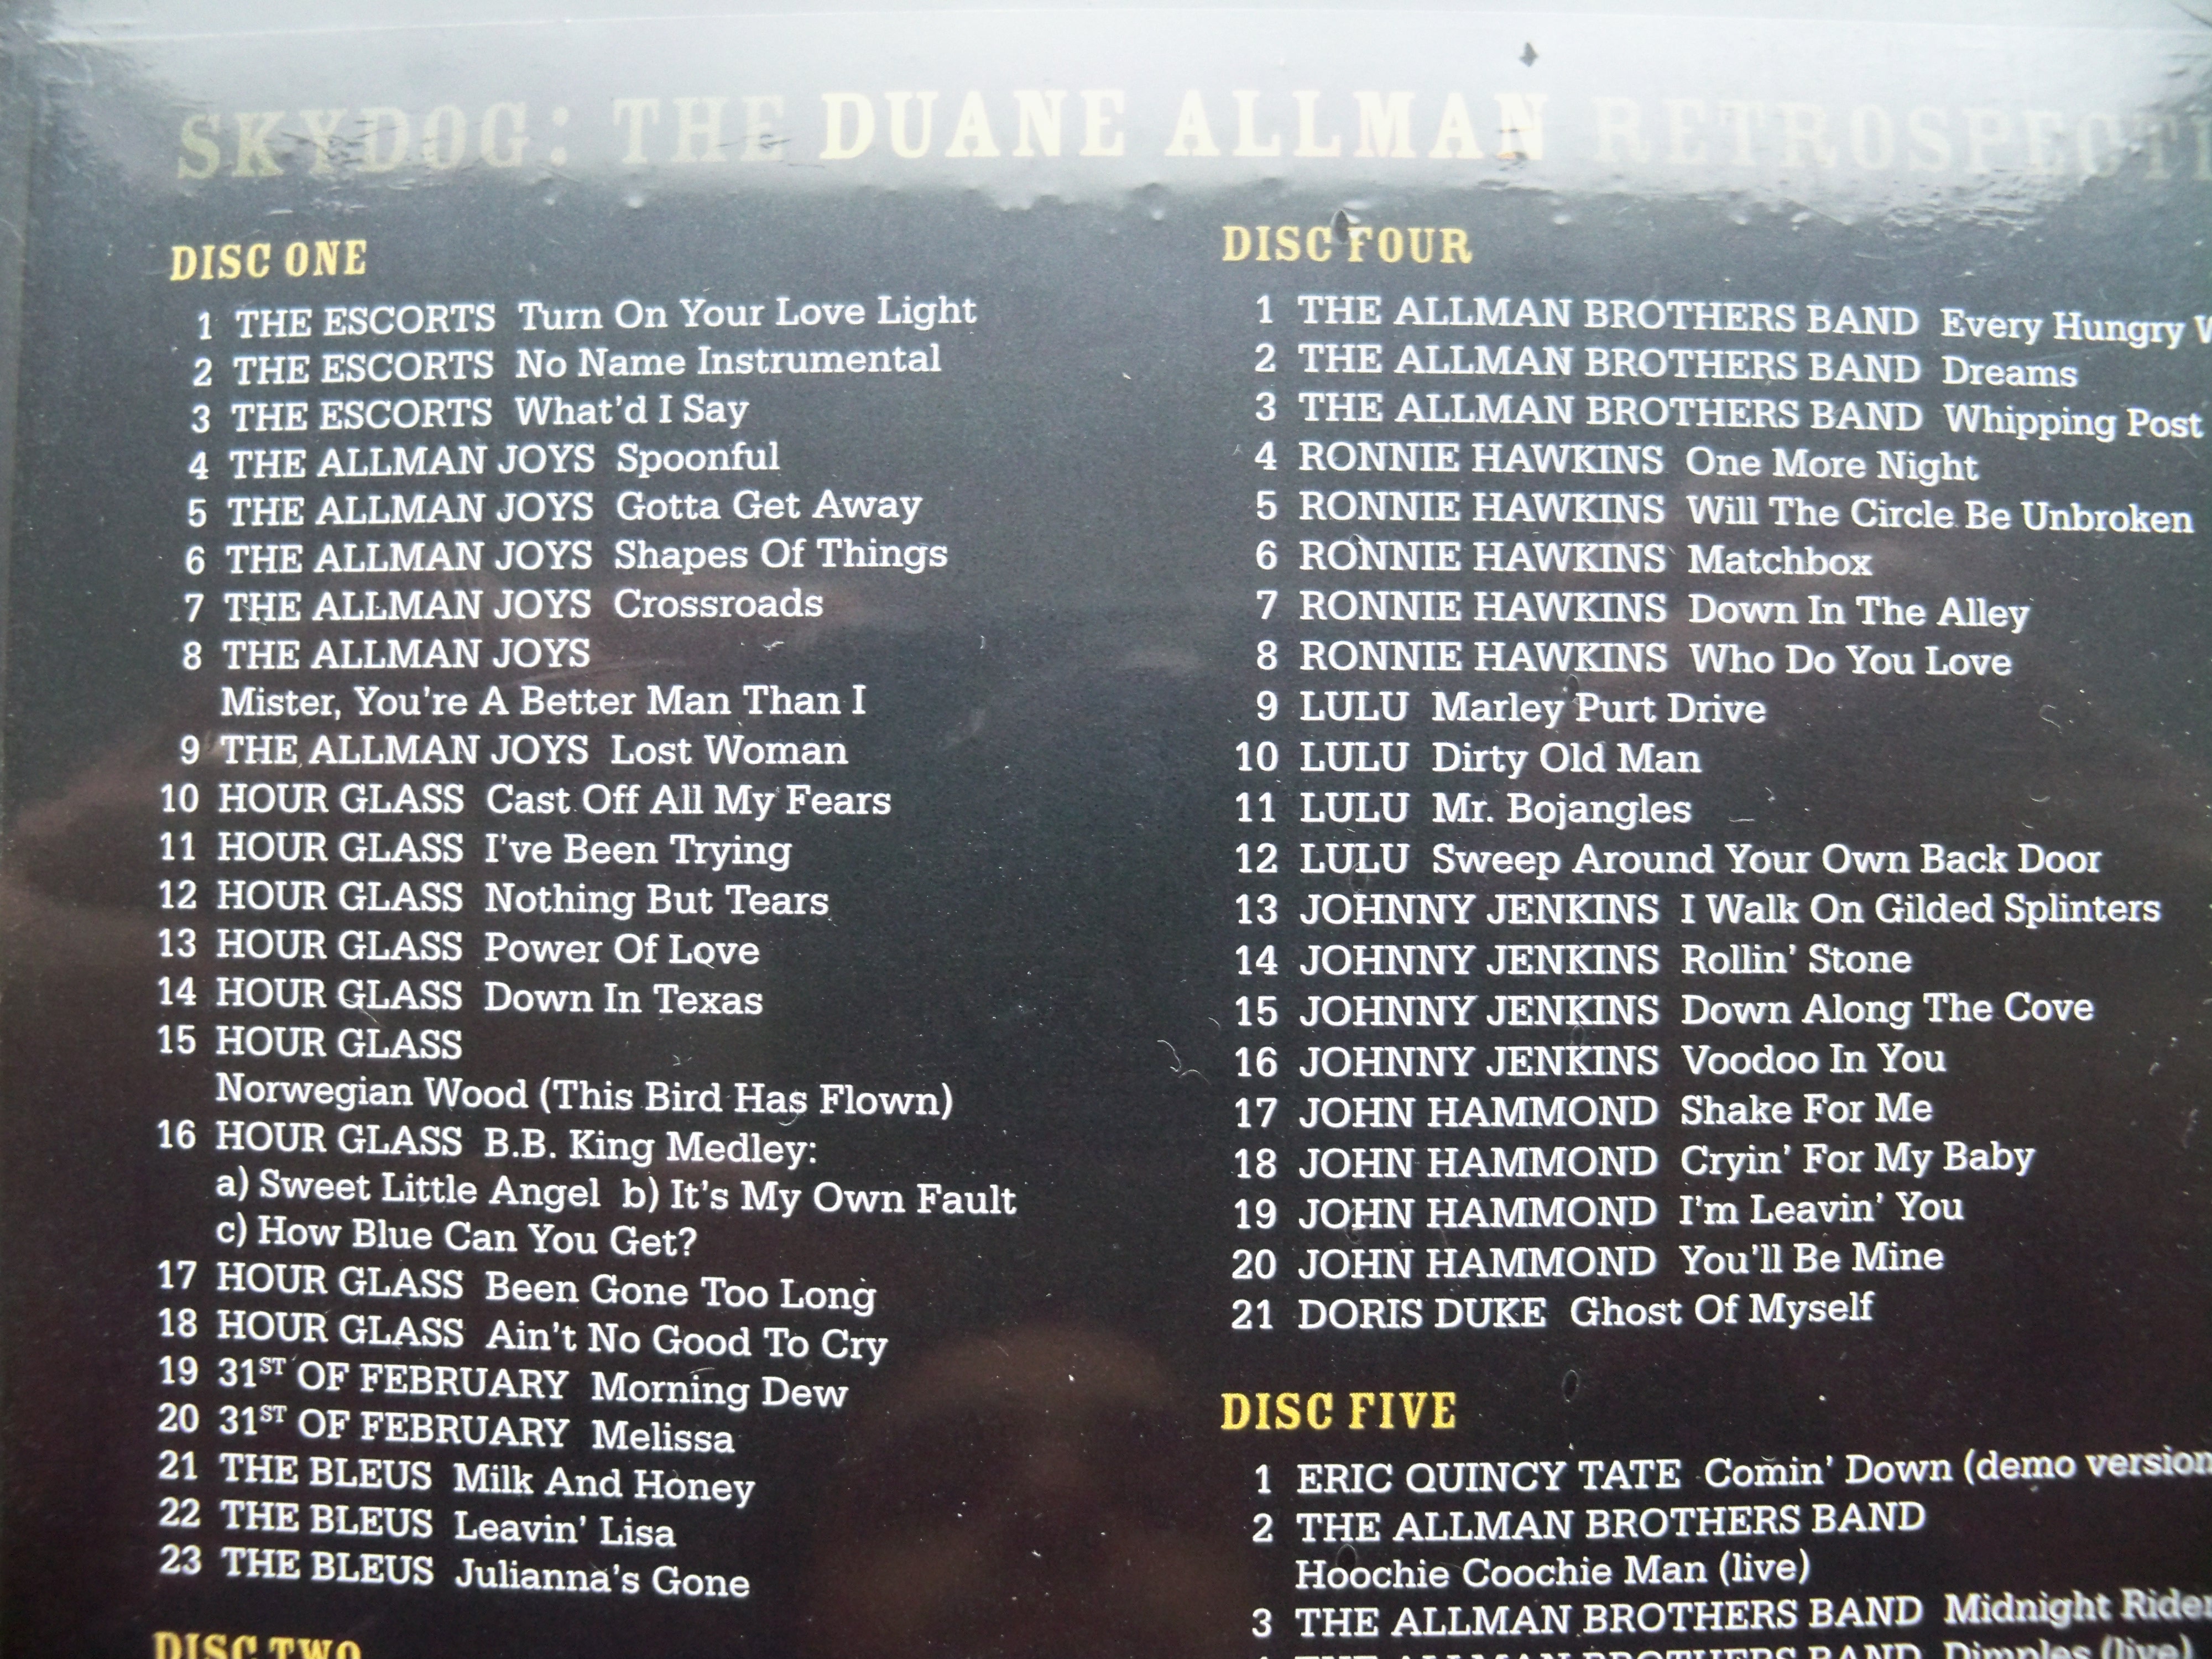 SKYDOG: THE DUANE ALLMAN
DISC ONE
1 THE ESCORTS Turn On Your Love Light
2 THE ESCORTS No Name Instrumental
3 THE ESCORTS What'd I Say
4 THE ALLMAN JOYS Spoonful
5 THE ALLMAN JOYS Gotta Get Away
6 THE ALLMAN JOYS Shapes Of Things
7 THE ALLMAN JOYS Crossroads
8 THE ALLMAN JOYS
Mister, You're A Better Man Than I
9 THE ALLMAN JOYS Lost Woman
10 HOUR GLASS Cast Off All My Fears
11 HOUR GLASS I've Been Trying
12 HOUR GLASS Nothing But Tears
13 HOUR GLASS Power Of Love
14 HOUR GLASS Down In Texas
15 HOUR GLASS
Norwegian Wood (This Bird Has Flown)
16 HOUR GLASS B.B. King Medley:
a) Sweet Little Angel b) It's My Own Fault
c) How Blue Can You Get?
17 HOUR GLASS Been Gone Too Long
18 HOUR GLASS Ain't No Good To Cry
19 31ST OF FEBRUARY Morning Dew
20 31ST OF FEBRUARY Melissa
21 THE BLEUS Milk And Honey
22 THE BLEUS Leavin' Lisa
23 THE BLEUS Julianna's Gone
DISC TWO
DISC FOUR
1 THE ALLMAN BROTHERS BAND Every Hungry
2 THE ALLMAN BROTHERS BAND Dreams
3 THE ALLMAN BROTHERS BAND Whipping Post
4 RONNIE HAWKINS One More Night
5 RONNIE HAWKINS Will The Circle Be Unbroken
6 RONNIE HAWKINS Matchbox
7 RONNIE HAWKINS Down In The Alley
8 RONNIE HAWKINS Who Do You Love
9 LULU Marley Purt Drive
10 LULU Dirty Old Man
11 LULU Mr. Bojangles
12 LULU Sweep Around Your Own Back Door
13 JOHNNY JENKINS I Walk On Gilded Splinters
14 JOHNNY JENKINS Rollin' Stone
15 JOHNNY JENKINS Down Along The Cove
16 JOHNNY JENKINS Voodoo In You
17 JOHN HAMMOND Shake For Me
18 JOHN HAMMOND Cryin' For My Baby
19 JOHN HAMMOND I'm Leavin' You
20 JOHN HAMMOND You'll Be Mine
21 DORIS DUKE Ghost Of Myself
DISC FIVE
1 ERIC QUINCY TATE Comin' Down (demo version
2 THE ALLMAN BROTHERS BAND
Hoochie Coochie Man (live)
3 THE ALLMAN BROTHERS BAND Midnight Rider
THE ALLMAN BROTHERS BAND Dimples (live)